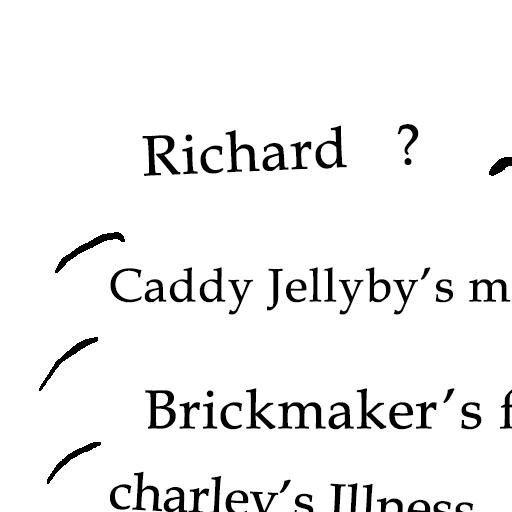 Richard ?
Caddy Jellyby’s m
Brickmaker’s f
charley’s Illness